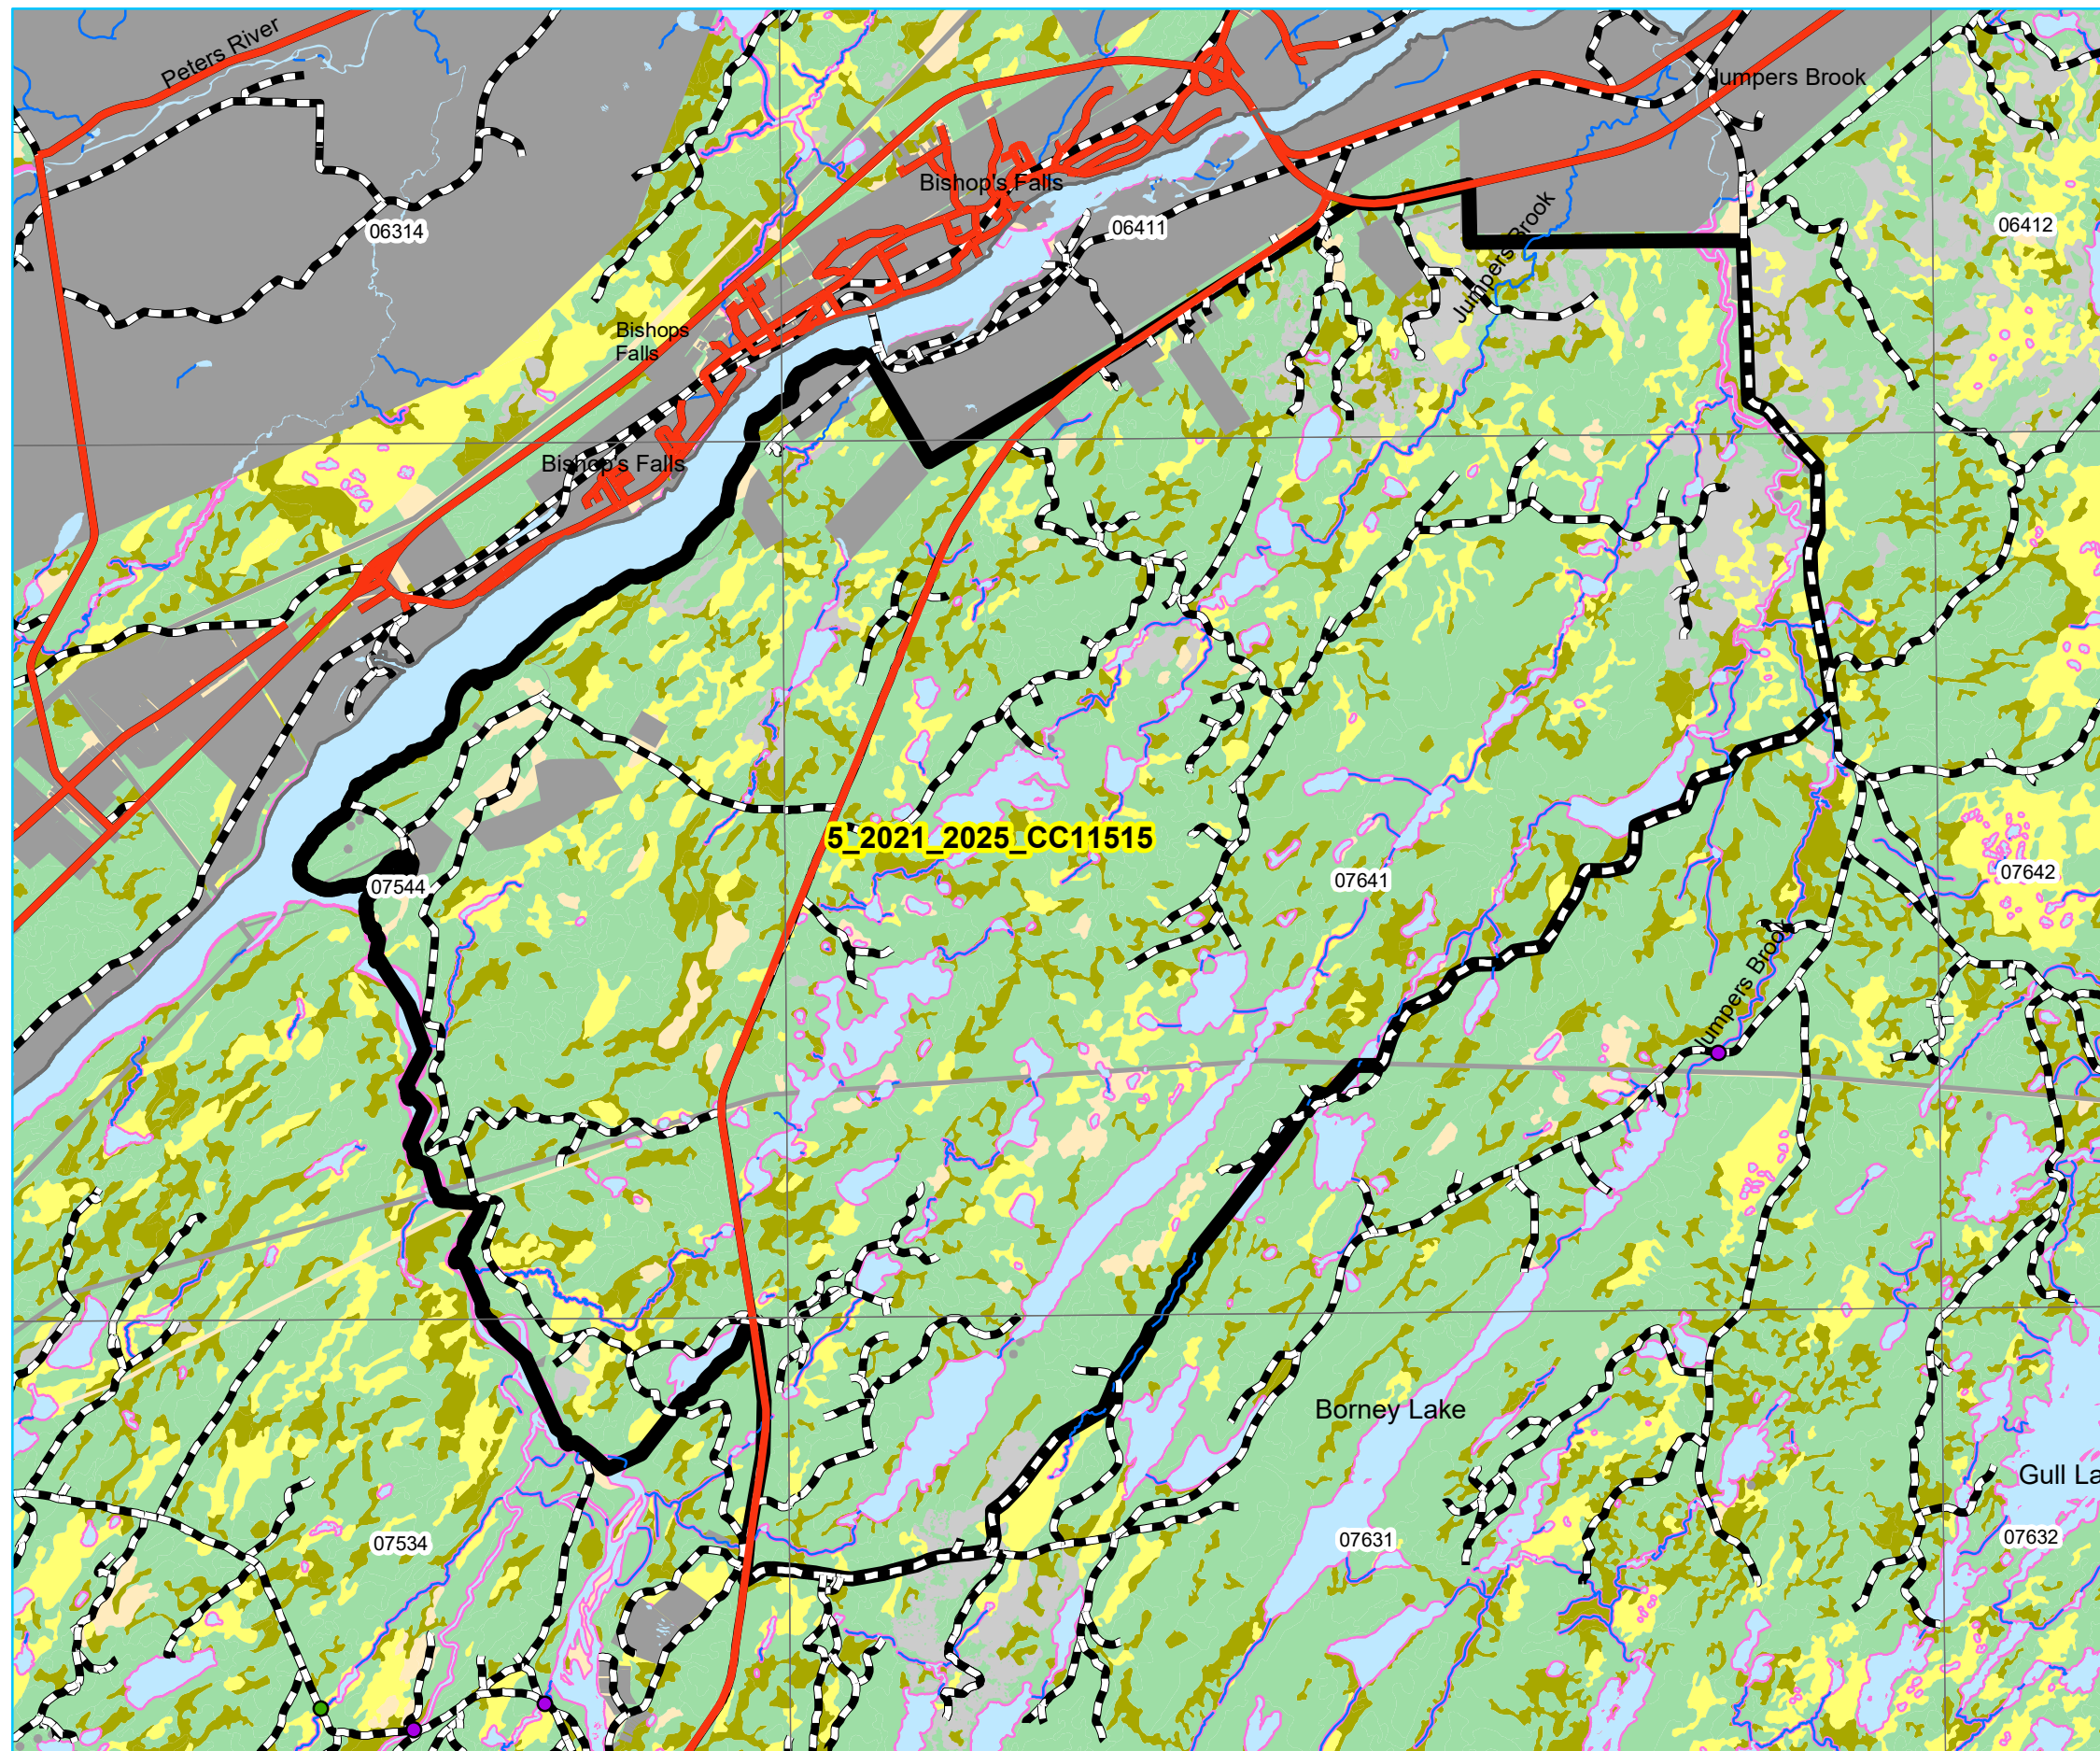 Peters River
Jumpers Brook
Bishop's Falls
06314
06411
06412
Jumpers Brook
Bishops
Falls
Bishop's Falls
5_2021_2025_CC11515
07544
07641
07642
Jumpers Brook
Borney Lake
Gull La
07534
07631
07632